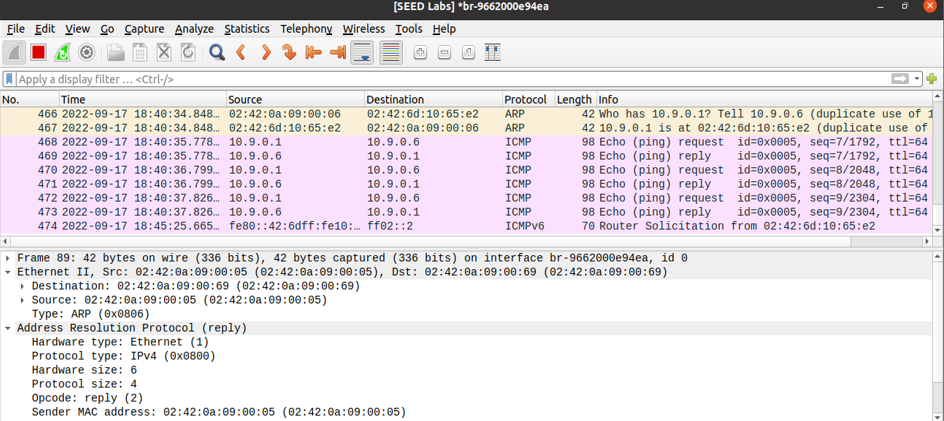 [SEED Labs] *br-9662000e94ea
File Edit View Go Capture Analyze Statistics Telephony Wireless Tools Help
Apply a display filter … <Ctrl-/>
No. Time Source Destination Protocol Length Info
466 2022-09-17 18:40:34.848… 02:42:0a:09:00:06 02:42:6d:10:65:e2 ARP 42 Who has 10.9.0.1? Tell 10.9.0.6 (duplicate use of 1
467 2022-09-17 18:40:34.848… 02:42:6d:10:65:e2 02:42:0a:09:00:06 ARP 42 10.9.0.1 is at 02:42:6d:10:65:e2 (duplicate use of
468 2022-09-17 18:40:35.778… 10.9.0.1 10.9.0.6 ICMP 98 Echo (ping) request id=0x0005, seq=7/1792, ttl=64
469 2022-09-17 18:40:35.778… 10.9.0.6 10.9.0.1 ICMP 98 Echo (ping) reply id=0x0005, seq=7/1792, ttl=64
470 2022-09-17 18:40:36.799… 10.9.0.1 10.9.0.6 ICMP 98 Echo (ping) request id=0x0005, seq=8/2048, ttl=64
471 2022-09-17 18:40:36.799… 10.9.0.6 10.9.0.1 ICMP 98 Echo (ping) reply id=0x0005, seq=8/2048, ttl=64
472 2022-09-17 18:40:37.826… 10.9.0.1 10.9.0.6 ICMP 98 Echo (ping) request id=0x0005, seq=9/2304, ttl=64
473 2022-09-17 18:40:37.826… 10.9.0.6 10.9.0.1 ICMP 98 Echo (ping) reply id=0x0005, seq=9/2304, ttl=64
474 2022-09-17 18:45:25.665… fe80::42:6dff:fe10:… ff02::2 ICMPv6 70 Router Solicitation from 02:42:6d:10:65:e2
Frame 89: 42 bytes on wire (336 bits), 42 bytes captured (336 bits) on interface br-9662000e94ea, id 0
Ethernet II, Src: 02:42:0a:09:00:05 (02:42:0a:09:00:05), Dst: 02:42:0a:09:00:69 (02:42:0a:09:00:69)
Destination: 02:42:0a:09:00:69 (02:42:0a:09:00:69)
Source: 02:42:0a:09:00:05 (02:42:0a:09:00:05)
Type: ARP (0x0806)
Address Resolution Protocol (reply)
Hardware type: Ethernet (1)
Protocol type: IPv4 (0x0800)
Hardware size: 6
Protocol size: 4
Opcode: reply (2)
Sender MAC address: 02:42:0a:09:00:05 (02:42:0a:09:00:05)